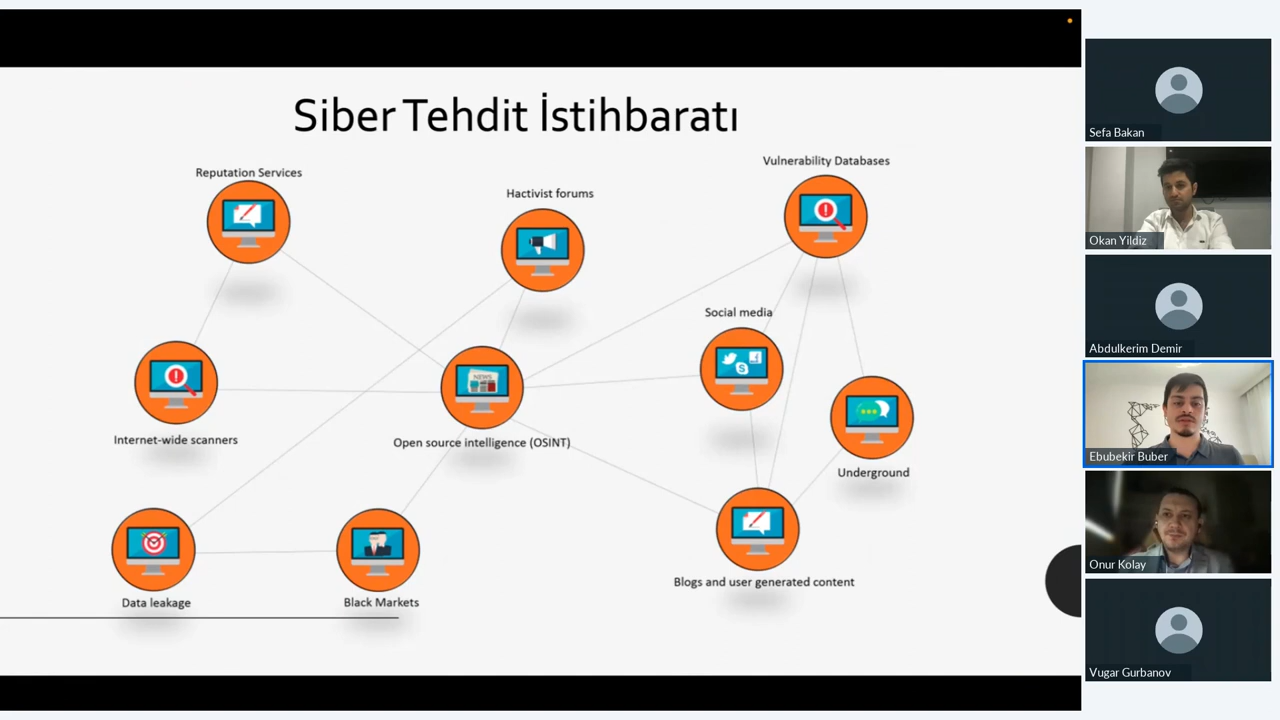 Siber Tehdit İstihbaratı
Reputation Services
Hactivist forums
Vulnerability Databases
Social media
Internet-wide scanners
Open source intelligence (OSINT)
NEWS
S
Underground
Data leakage
Black Markets
Blogs and user generated content
Sefa Bakan
Okan Yildiz
Abdulkerim Demir
Ebubekir Buber
Onur Kolay
Vugar Gurbanov